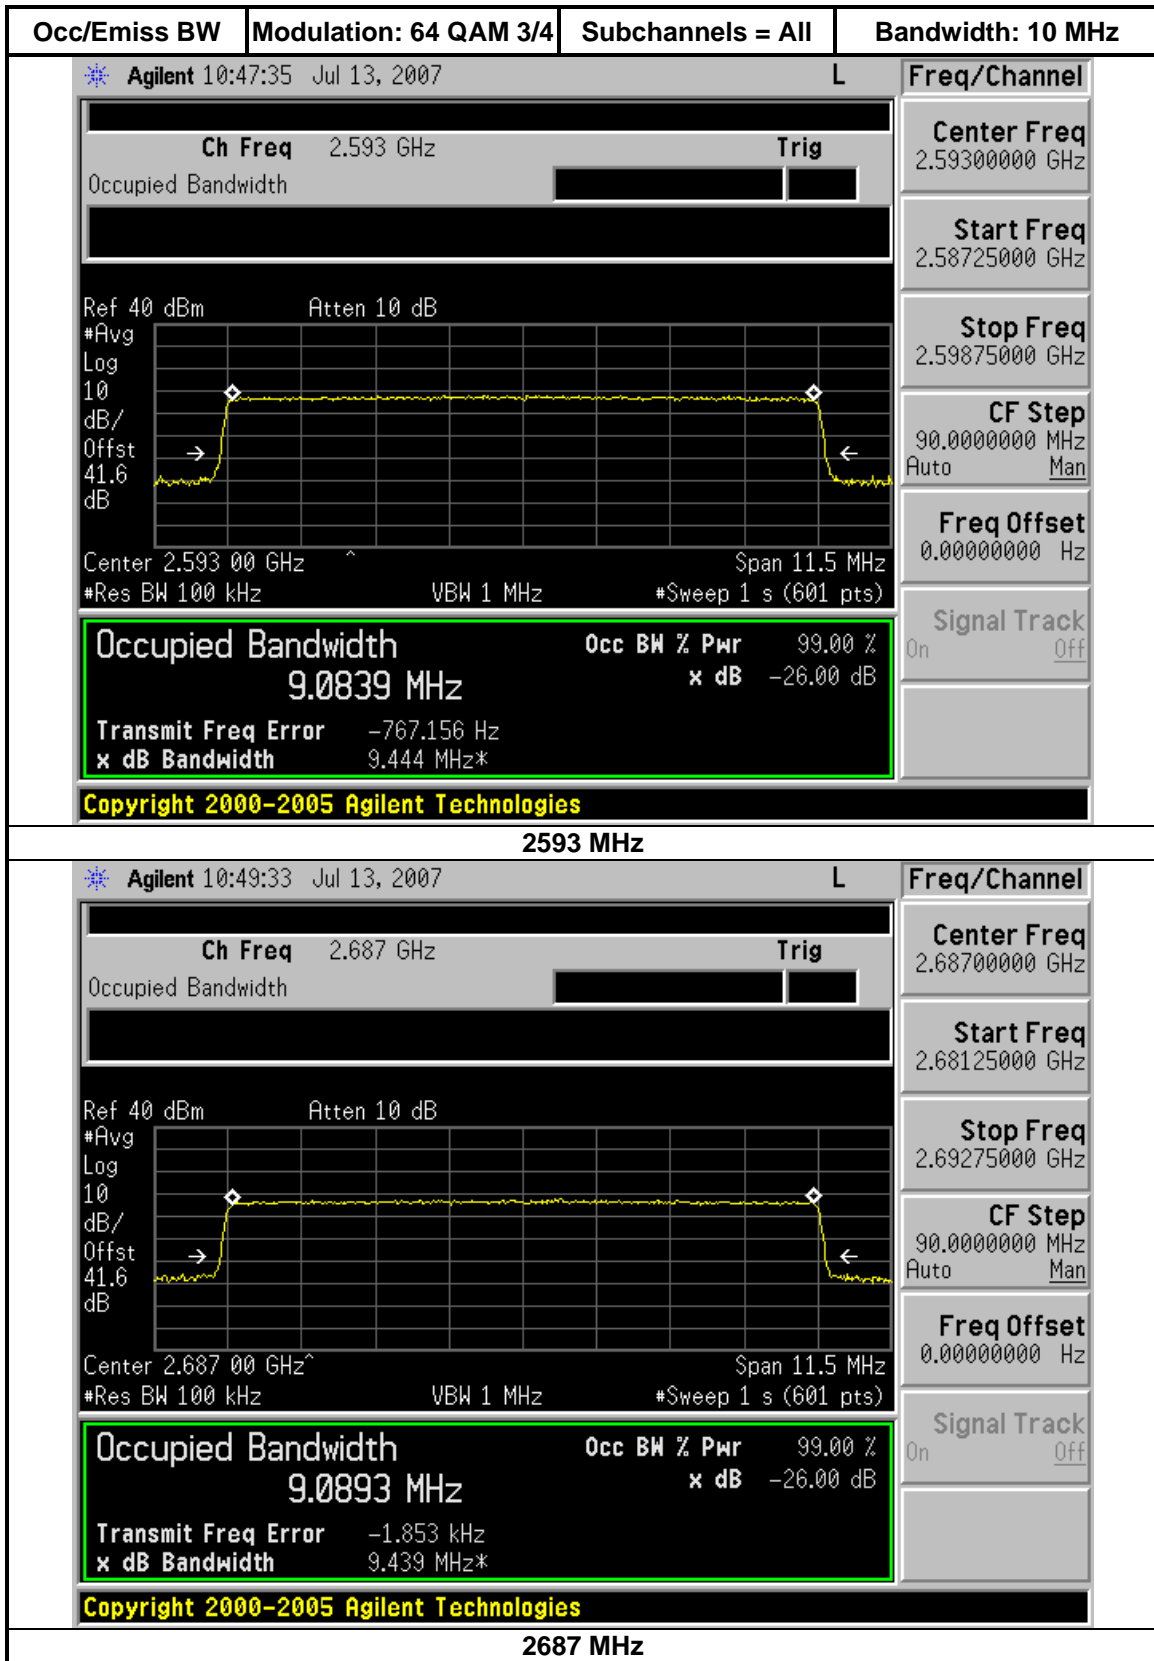 Occ/Emiss BW Modulation: 64 QAM 3/4 Subchannels = All Bandwidth: 10 MHz
Agilent 10:47:35 Jul 13, 2007 L Freq/Channel
Ch Freq 2.593 GHz Trig
Occupied Bandwidth
Center Freq
2.59300000 GHz
Start Freq
2.58725000 GHz
Stop Freq
2.59875000 GHz
CF Step
90.0000000 MHz
Auto Man
Freq Offset
0.00000000 Hz
Signal Track
On Off
Ref 40 dBm Atten 10 dB
#Avg
Log
10
dB/
Offst
41.6
dB
Center 2.593 00 GHz ^ Span 11.5 MHz
#Res BW 100 kHz VBW 1 MHz #Sweep 1 s (601 pts)
Occupied Bandwidth Occ BW % Pwr 99.00 %
9.0839 MHz x dB -26.00 dB
Transmit Freq Error -767.156 Hz
x dB Bandwidth 9.444 MHz*
Copyright 2000-2005 Agilent Technologies
2593 MHz
Agilent 10:49:33 Jul 13, 2007 L Freq/Channel
Ch Freq 2.687 GHz Trig
Occupied Bandwidth
Center Freq
2.68700000 GHz
Start Freq
2.68125000 GHz
Stop Freq
2.69275000 GHz
CF Step
90.0000000 MHz
Auto Man
Freq Offset
0.00000000 Hz
Signal Track
On Off
Ref 40 dBm Atten 10 dB
#Avg
Log
10
dB/
Offst
41.6
dB
Center 2.687 00 GHz^ Span 11.5 MHz
#Res BW 100 kHz VBW 1 MHz #Sweep 1 s (601 pts)
Occupied Bandwidth Occ BW % Pwr 99.00 %
9.0893 MHz x dB -26.00 dB
Transmit Freq Error -1.853 kHz
x dB Bandwidth 9.439 MHz*
Copyright 2000-2005 Agilent Technologies
2687 MHz